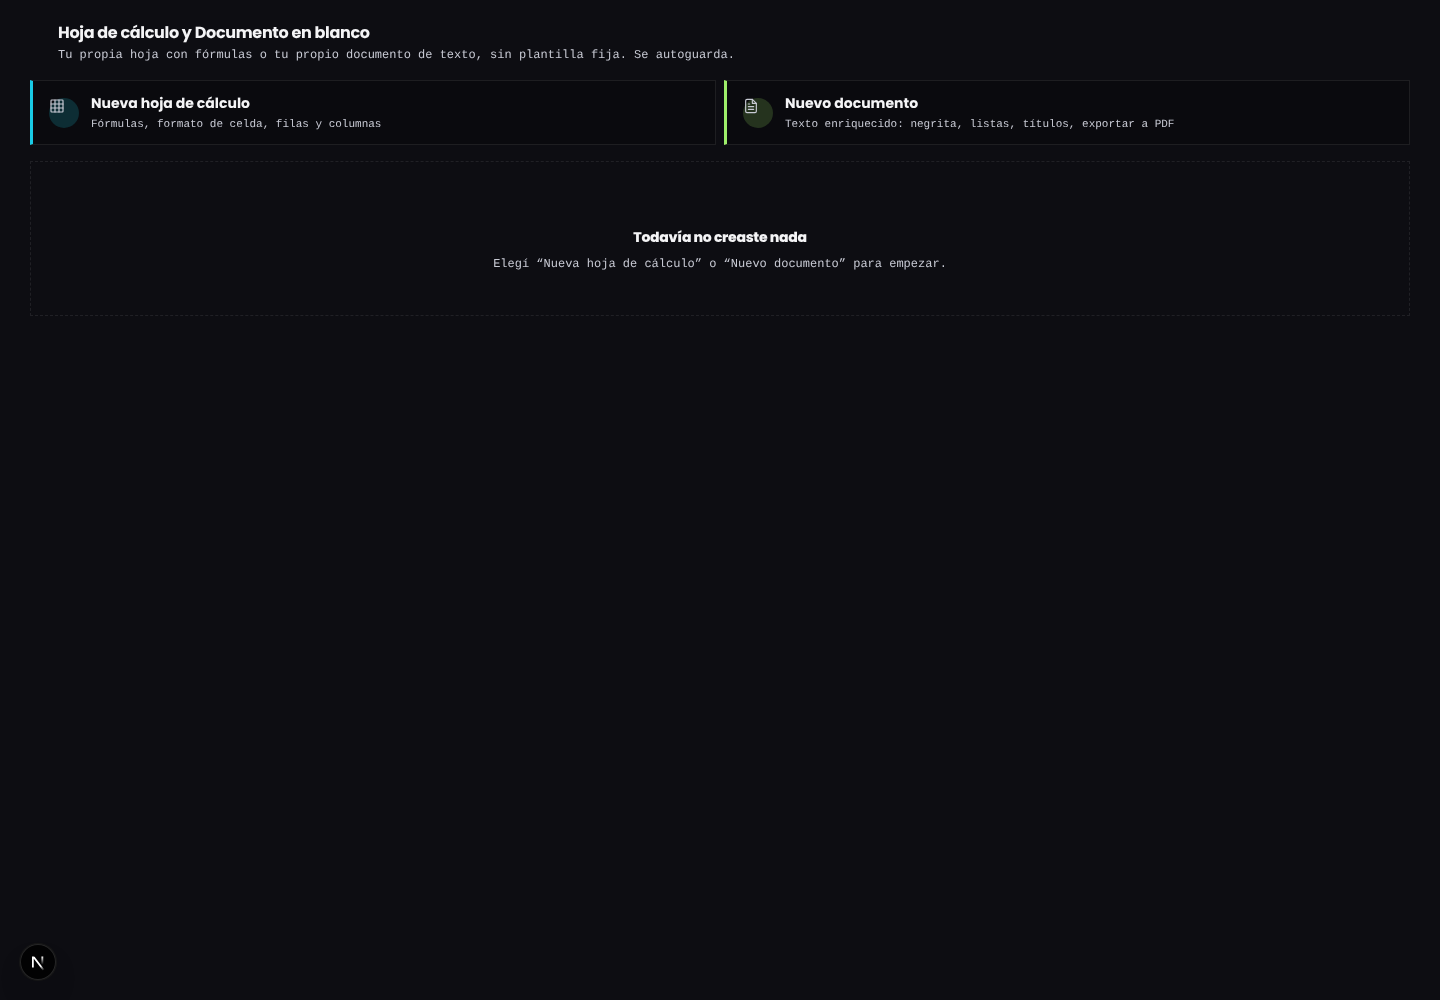 Hoja de cálculo y Documento en blanco
Tu propia hoja con fórmulas o tu propio documento de texto, sin plantilla fija. Se autoguarda.
Nueva hoja de cálculo
Fórmulas, formato de celda, filas y columnas
Nuevo documento
Texto enriquecido: negrita, listas, títulos, exportar a PDF
Todavía no creaste nada
Elegí “Nueva hoja de cálculo” o “Nuevo documento” para empezar.
N